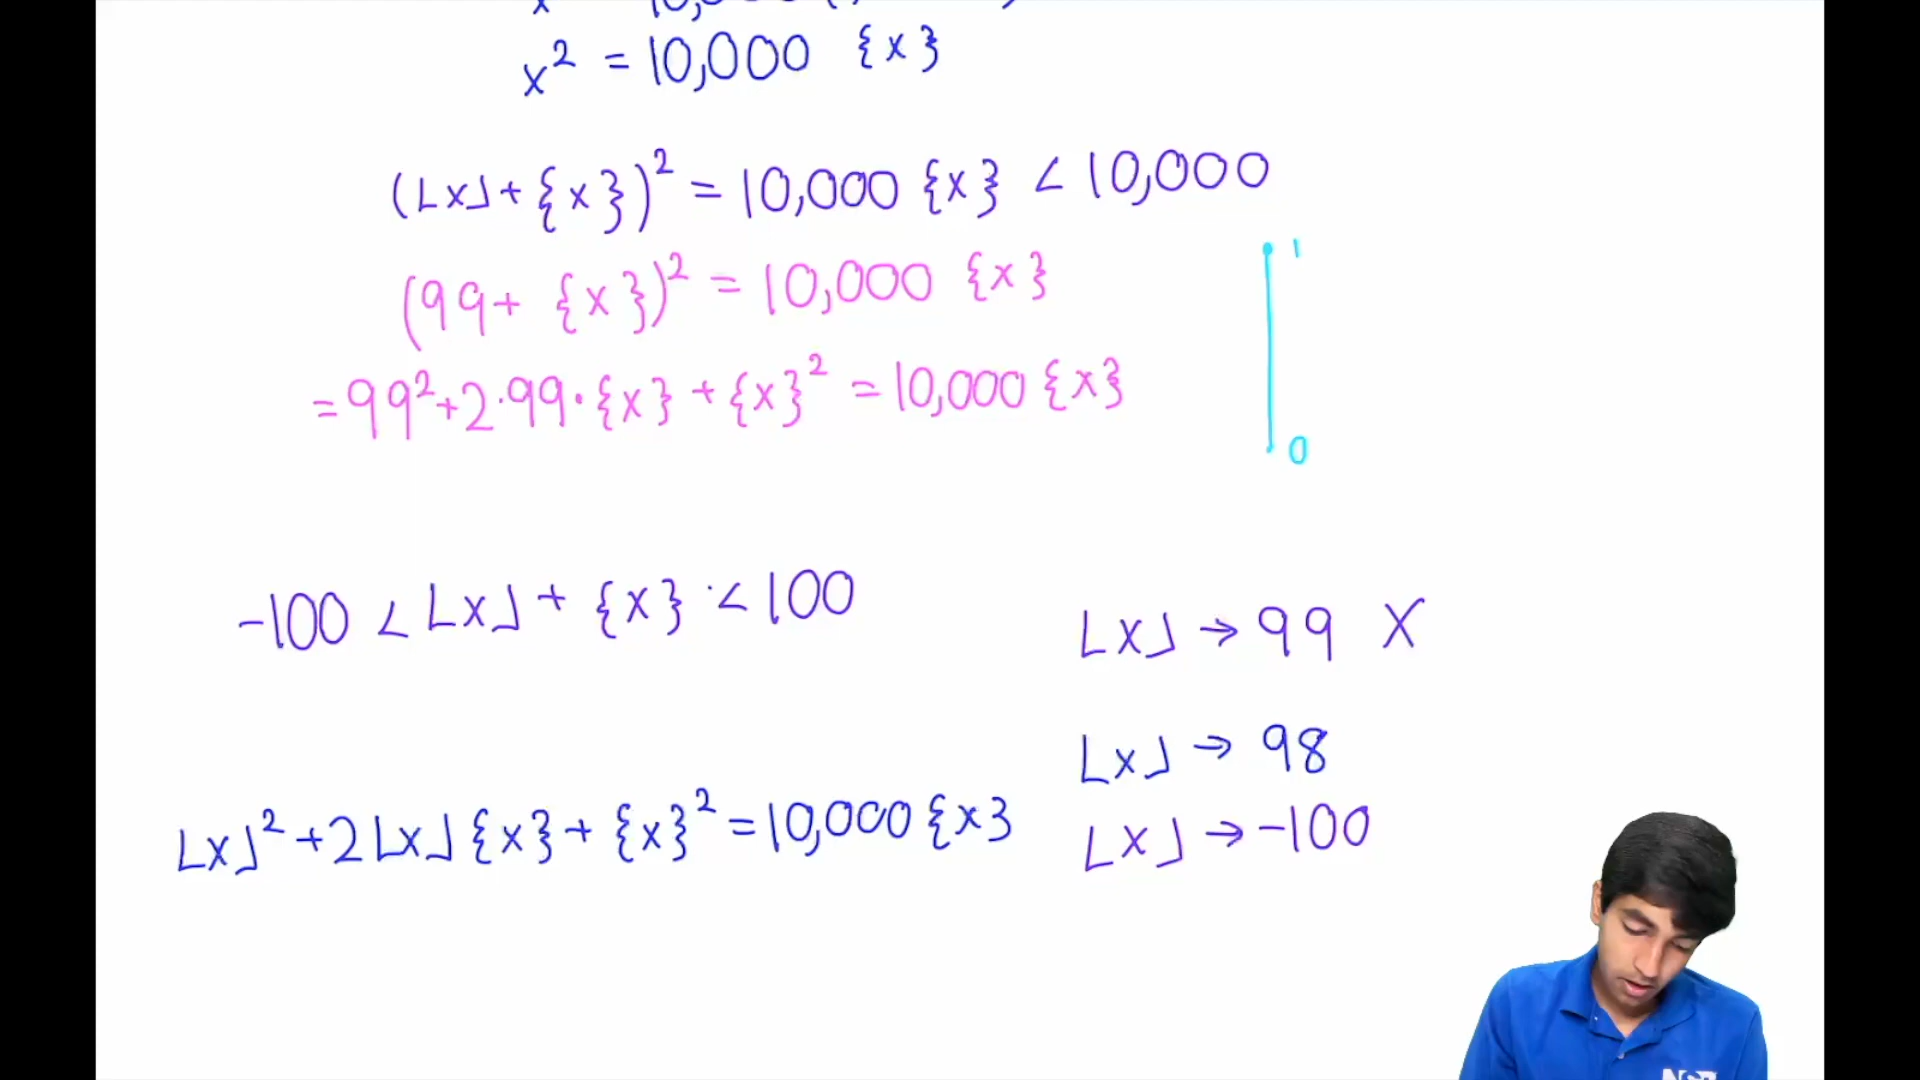 x² = 10,000 {x}
(⌊x⌋ + {x})² = 10,000 {x} < 10,000
(99 + {x})² = 10,000 {x}
1
= 99² + 2·99·{x} + {x}² = 10,000 {x}
0
-100 < ⌊x⌋ + {x} < 100
⌊x⌋ → 99 X
⌊x⌋ → 98
⌊x⌋² + 2⌊x⌋{x} + {x}² = 10,000 {x}
⌊x⌋ → -100